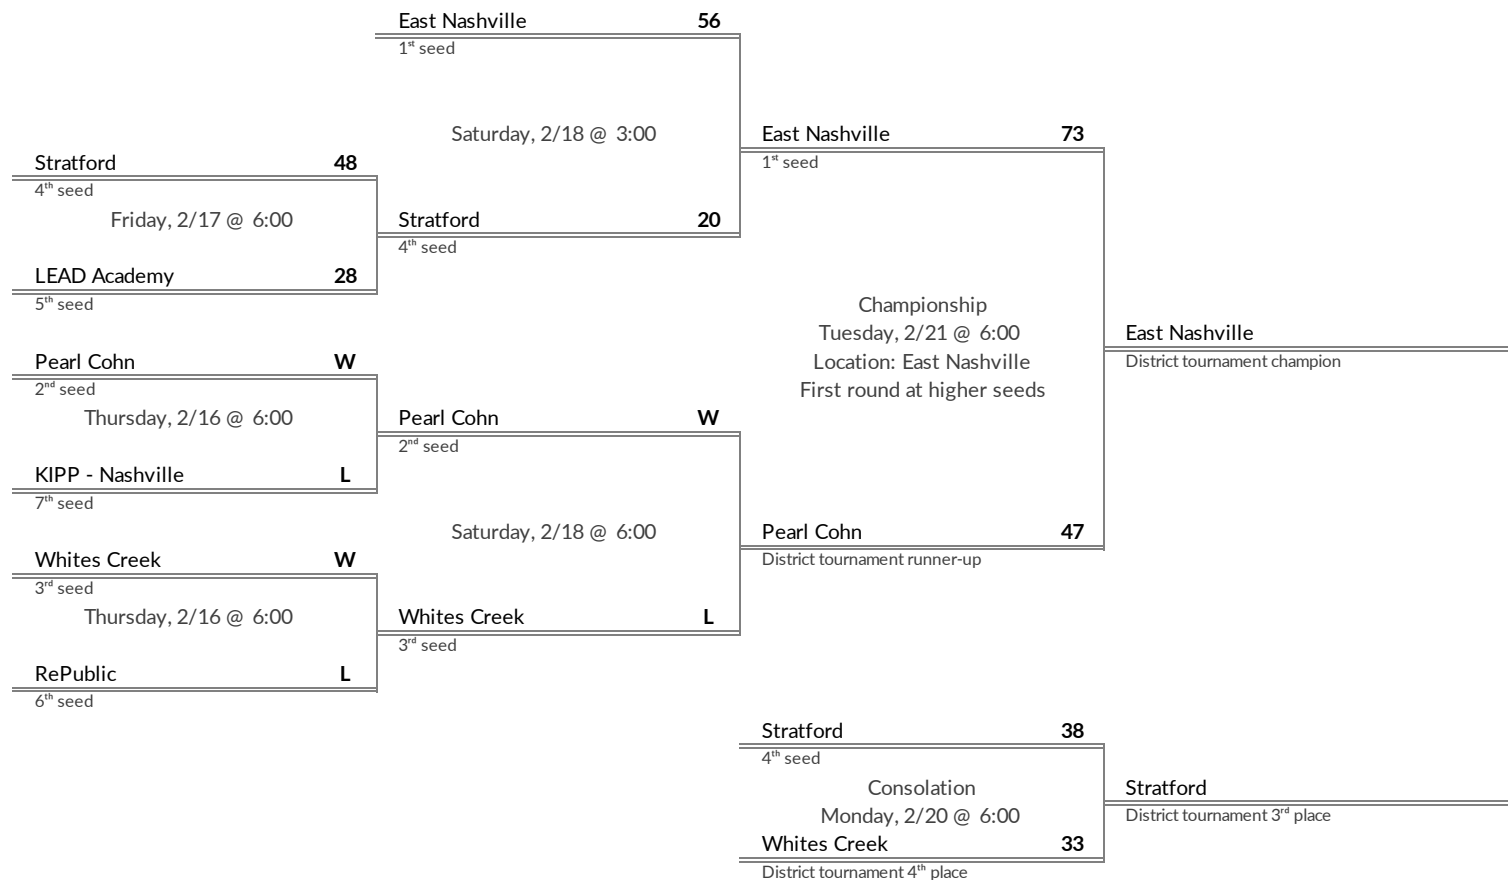 East Nashville 56
1st seed
Saturday, 2/18 @ 3:00
East Nashville 73
1st seed
Stratford 48
4th seed
Friday, 2/17 @ 6:00
Stratford 20
4th seed
LEAD Academy 28
5th seed
Championship
Tuesday, 2/21 @ 6:00
Location: East Nashville
First round at higher seeds
East Nashville
District tournament champion
Pearl Cohn W
2nd seed
Thursday, 2/16 @ 6:00
Pearl Cohn W
2nd seed
KIPP - Nashville L
7th seed
Saturday, 2/18 @ 6:00
Pearl Cohn 47
District tournament runner-up
Whites Creek W
3rd seed
Thursday, 2/16 @ 6:00
Whites Creek L
3rd seed
RePublic L
6th seed
Stratford 38
4th seed
Consolation
Monday, 2/20 @ 6:00
Stratford
District tournament 3rd place
Whites Creek 33
District tournament 4th place